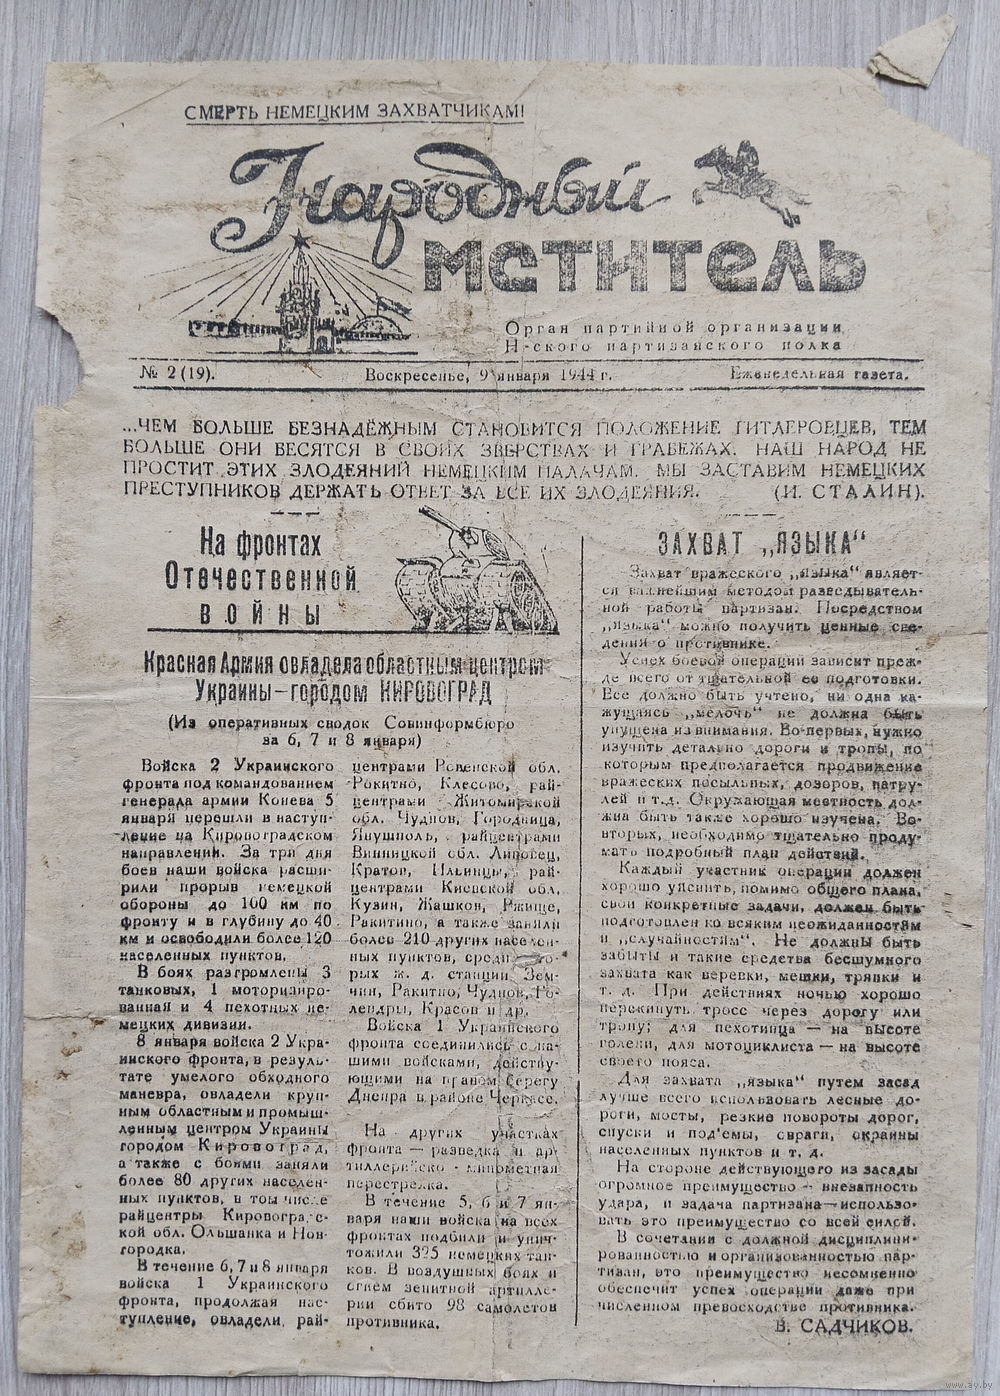 СМЕРТЬ НЕМЕЦКИМ ЗАХВАТЧИКАМ!
Народный
мститель
Орган партийной организации
Н-ского партизанского полка
№ 2 (19).
Воскресенье, 9 января 1944 г.
Еженедельная газета.
...ЧЕМ БОЛЬШЕ БЕЗНАДЁЖНЫМ СТАНОВИТСЯ ПОЛОЖЕНИЕ ГИТЛЕРОВЦЕВ, ТЕМ
БОЛЬШЕ ОНИ БЕСЯТСЯ В СВОИХ ЗВЕРСТВАХ И ГРАБЕЖАХ. НАШ НАРОД НЕ
ПРОСТИТ ЭТИХ ЗЛОДЕЯНИЙ НЕМЕЦКИМ ПАЛАЧАМ. МЫ ЗАСТАВИМ НЕМЕЦКИХ
ПРЕСТУПНИКОВ ДЕРЖАТЬ ОТВЕТ ЗА ВСЕ ИХ ЗЛОДЕЯНИЯ. (И. СТАЛИН).
На фронтах
Отечественной
ВОЙНЫ
Красная Армия овладела областным центром
Украины—городом КИРОВОГРАД
(Из оперативных сводок Совинформбюро
за 6, 7 и 8 января)
Войска 2 Украинского
фронта под командованием
генерала армии Конева 5
января перешли в наступ-
ление на Кировоградском
направлении. За три дня
боев наши войска расши-
рили прорыв немецкой
обороны до 100 км по
фронту и в глубину до 40
км и освободили более 120
населенных пунктов.
В боях разгромлены 3
танковых, 1 моторизиро-
ванная и 4 пехотных не-
мецких дивизии.
8 января войска 2 Укра-
инского фронта, в резуль-
тате умелого обходного
маневра, овладели круп-
ным областным и промыш-
ленным центром Украины
городом Кировоград,
а также с боями заняли
более 80 других населен-
ных пунктов, в том числе
райцентры Кировоградс-
кой обл. Ольшанка и Нов-
городка.
В течение 6, 7 и 8 января
войска 1 Украинского
фронта, продолжая нас-
тупление, овладели рай-
центрами Ровенской обл.
Рокитно, Клесово, рай-
центрами Житомирской
обл. Чуднов, Городница,
Янушполь, райцентрами
Винницкой обл. Липовец,
Ильинцы, рай-
центрами Киевской обл.
Жашков,
Ракитино, а также заняли
более 210 других населен-
ных пунктов, среди кото-
рых ж. д. станции Зем-
Ракитно, Чуднов, Го-
лендры, Красов и др.
Войска 1 Украинского
фронта соединились с на-
шими войсками, действу-
ющими на правом берегу
Днепра в районе Черкасс.
На других участках
фронта — разведка и ар-
тиллерийско-минометная
перестрелка.
В течение 5, 6 и 7 ян-
варя наши войска на всех
фронтах подбили и унич-
тожили 325 немецких тан-
ков. В воздушных боях и
огнем зенитной артилле-
рии сбито 98 самолетов
противника.
ЗАХВАТ „ЯЗЫКА“
Захват вражеского „языка“ являет-
ся важнейшим методом разведыватель-
ной работы партизан. Посредством
„языка“ можно получить ценные све-
дения о противнике.
Успех боевой операции зависит преж-
де всего от тщательной ее подготовки.
Все должно быть учтено, ни одна ка-
жущаясь „мелочь“ не должна быть
упущена из внимания. Во-первых, нужно
изучить детально дороги и тропы, по
которым предполагается продвижение
вражеских посыльных, дозоров, патру-
лей и т.д. Окружающая местность дол-
жна быть также хорошо изучена. Во-
вторых, необходимо тщательно проду-
мать подробный план действий.
Каждый участник операции должен
хорошо уяснить, помимо общего плана,
свои конкретные задачи, должен быть
подготовлен ко всяким неожиданностям
и „случайностям“. Не должны быть
забыты и такие средства бесшумного
захвата как веревки, мешки, тряпки и
т. д. При действиях ночью хорошо
перекинуть тросс через дорогу или
тропу; для пехотинца — на высоте
голени, для мотоциклиста — на высоте
своего пояса.
Для захвата „языка“ путем засад
лучше всего использовать лесные до-
роги, мосты, резкие повороты дорог,
спуски и под'емы, овраги, окраины
населенных пунктов и т. д.
На стороне действующего из засады
огромное преимущество — внезапность
удара, и задача партизана—использо-
вать это преимущество со всей силой.
В сочетании с должной дисциплини-
рованностью и организованностью пар-
тизан, это преимущество несомненно
обеспечит успех операции даже при
численном превосходстве противника.
В. САДЧИКОВ.
www.ay.by